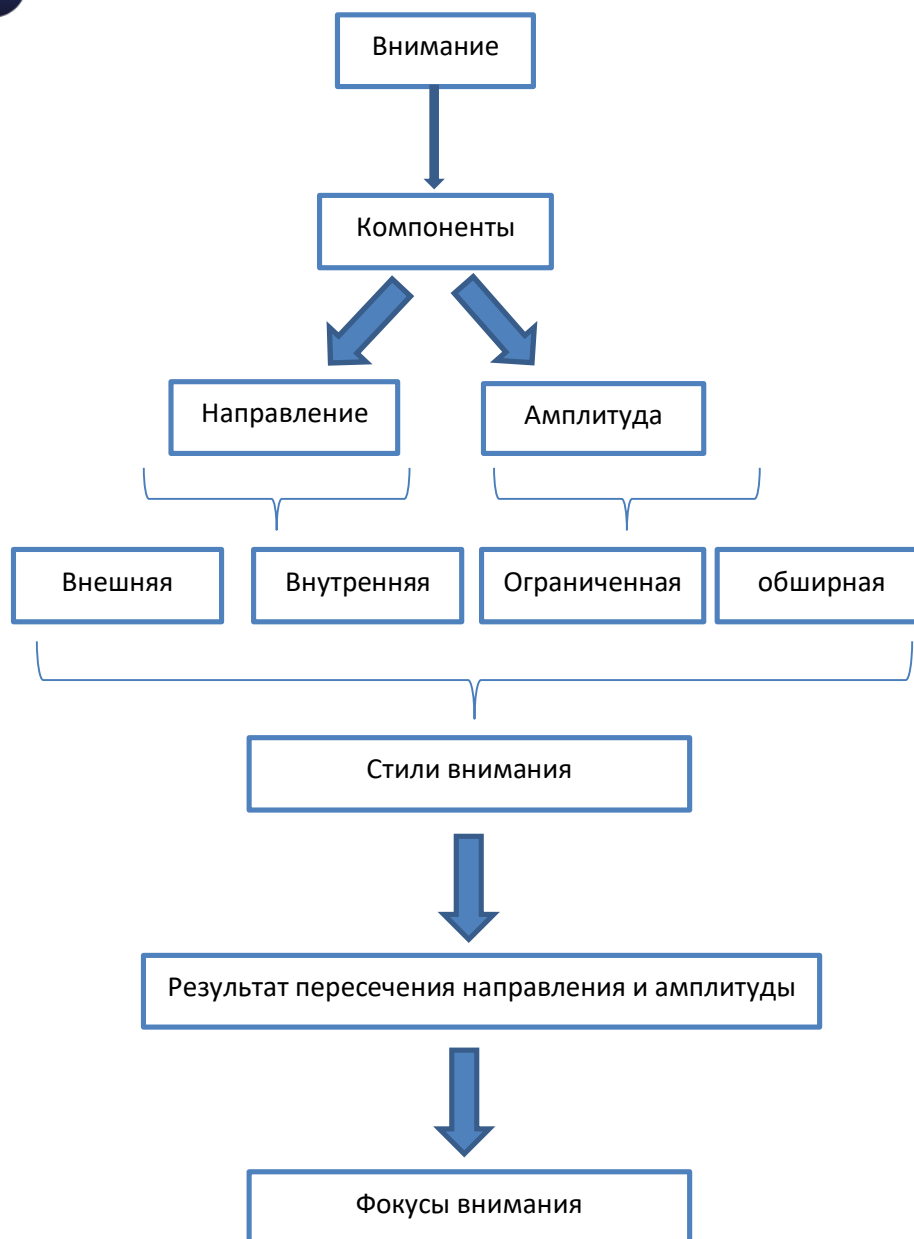 Внимание
Компоненты
Направление
Амплитуда
Внешняя
Внутренняя
Ограниченная
обширная
Стили внимания
Результат пересечения направления и амплитуды
Фокусы внимания